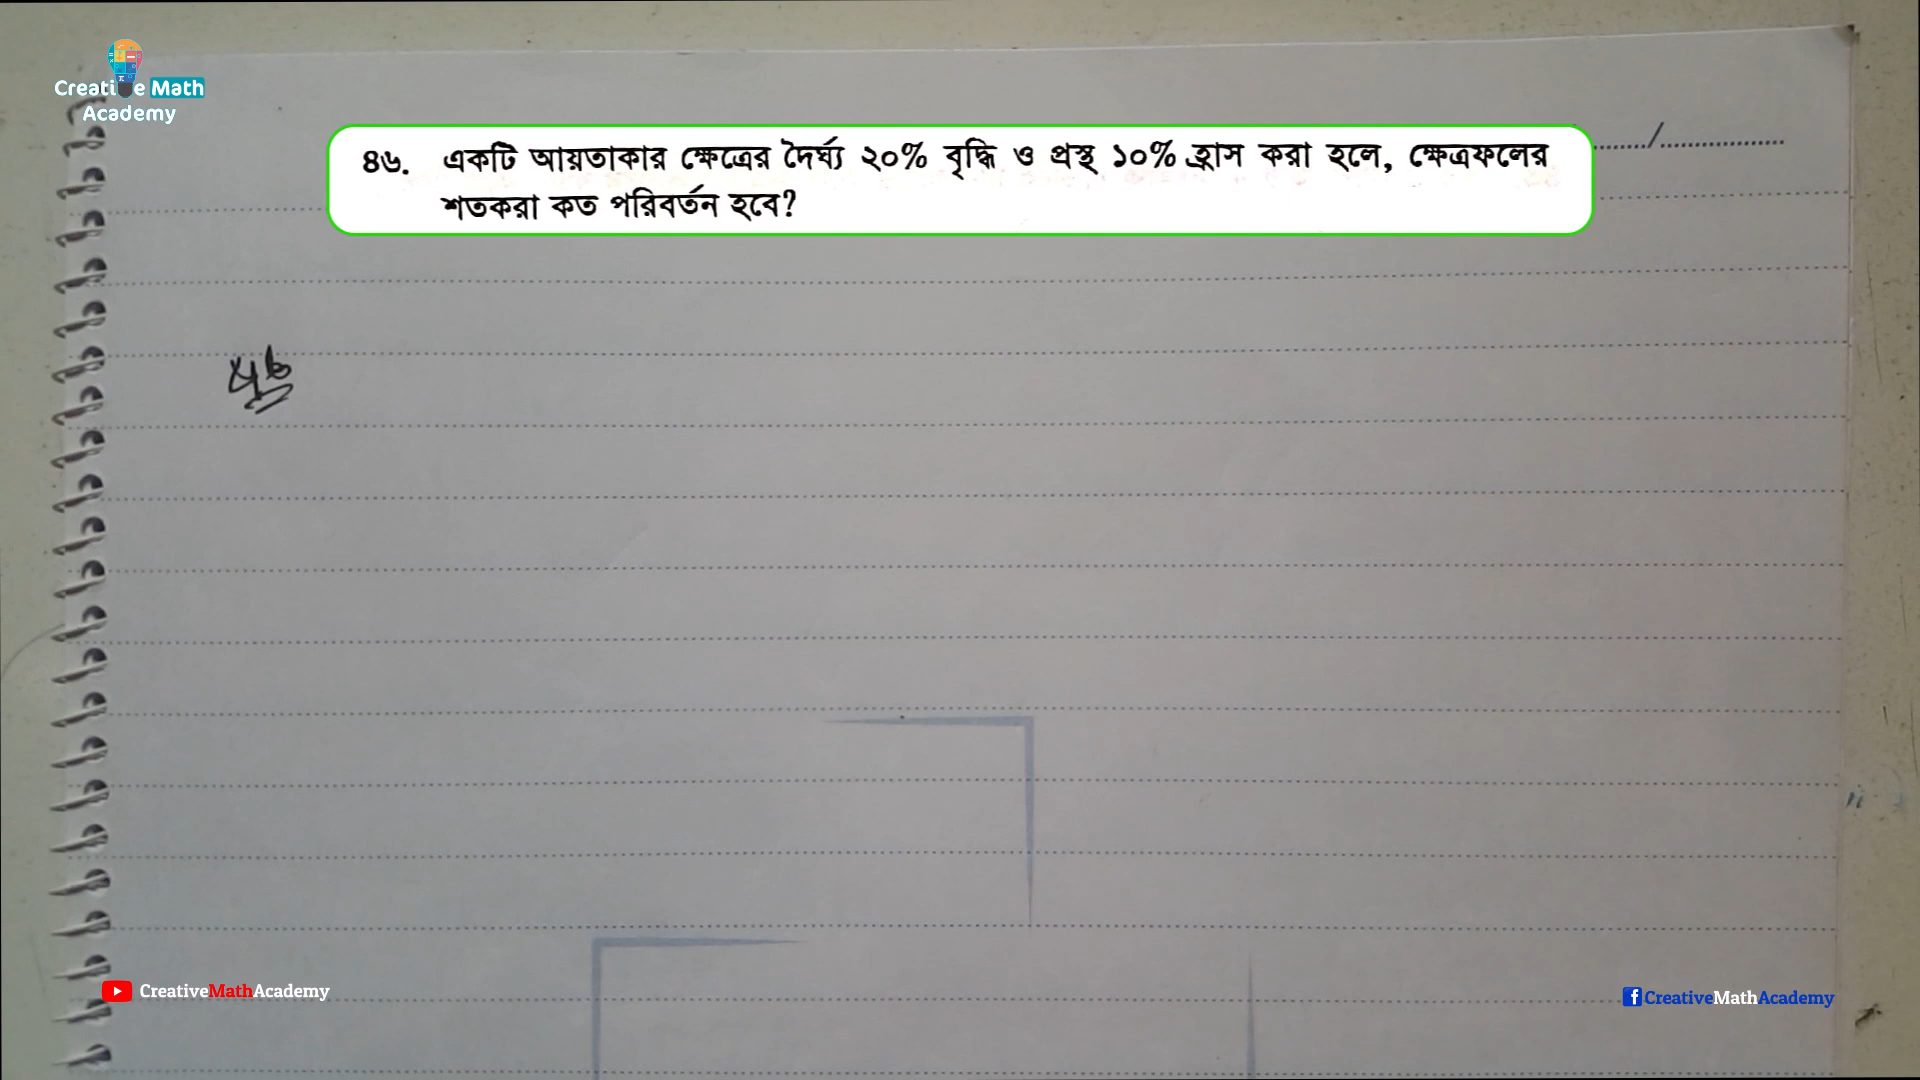 Creative Math
Academy
৪৬. একটি আয়তাকার ক্ষেত্রের দৈর্ঘ্য ২০% বৃদ্ধি ও প্রস্থ ১০% হ্রাস করা হলে, ক্ষেত্রফলের
শতকরা কত পরিবর্তন হবে?
CreativeMathAcademy
CreativeMathAcademy